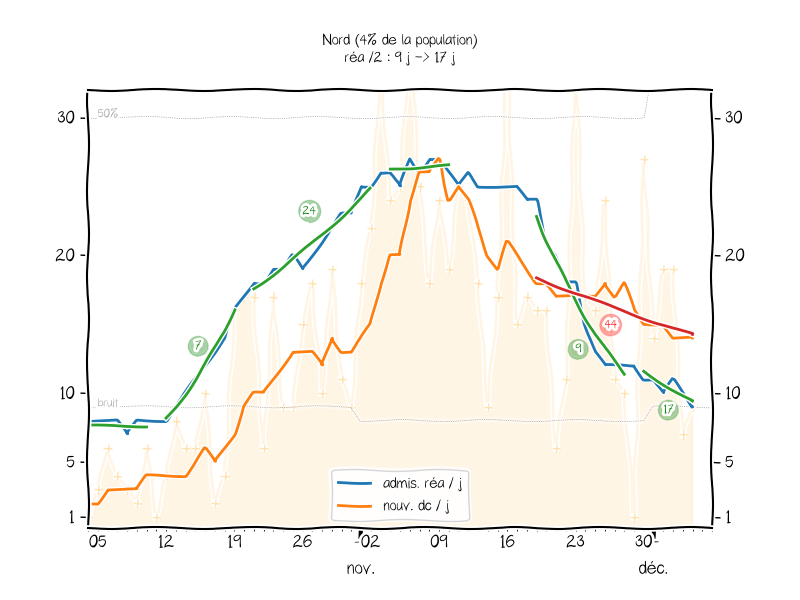 Nord (4% de la population)
réa /2 : 9 j -> 17 j
30 50% 30
24
20 20
7
44
9
10 bruit 10
17
5 5
admis. réa / j
nouv. dc / j
1 1
05 12 19 26 02 09 16 23 30
nov. déc.